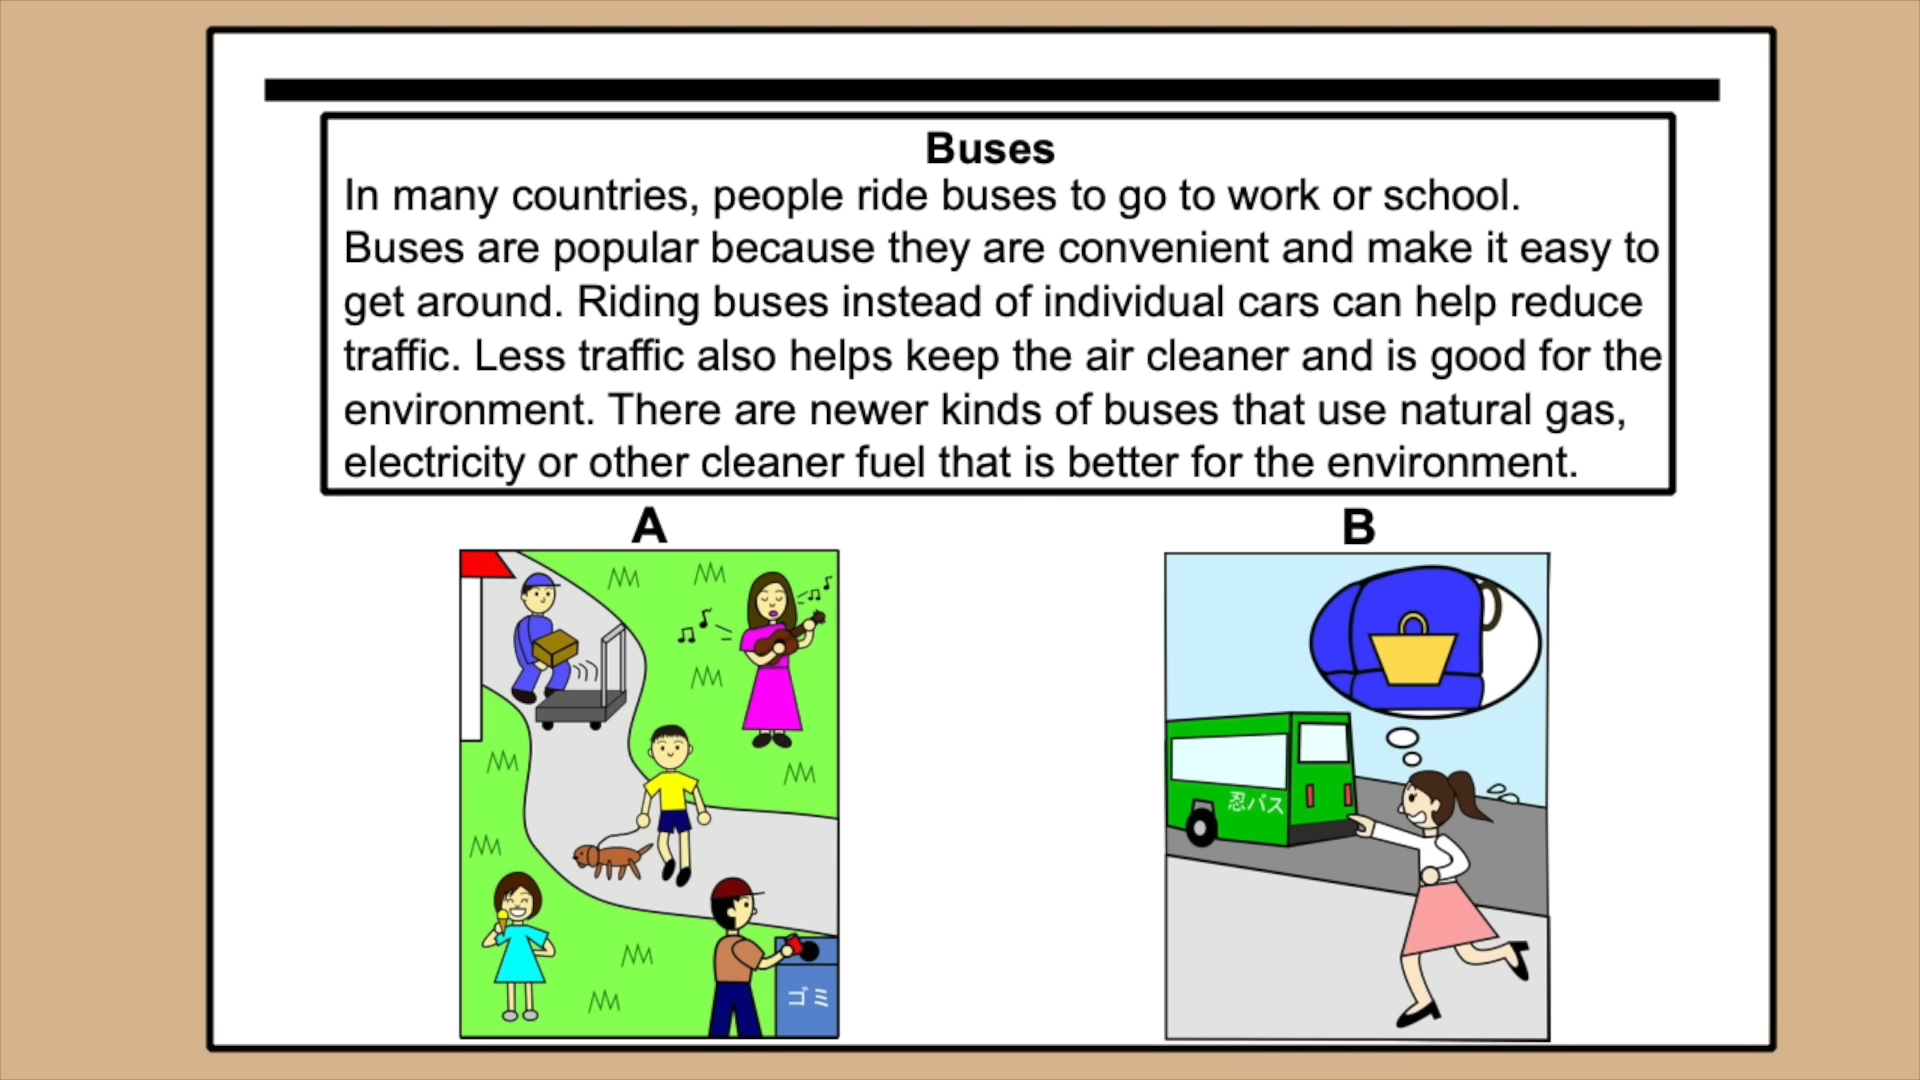 Buses
In many countries, people ride buses to go to work or school.
Buses are popular because they are convenient and make it easy to
get around. Riding buses instead of individual cars can help reduce
traffic. Less traffic also helps keep the air cleaner and is good for the
environment. There are newer kinds of buses that use natural gas,
electricity or other cleaner fuel that is better for the environment.
A
B
忍バス
ゴミ